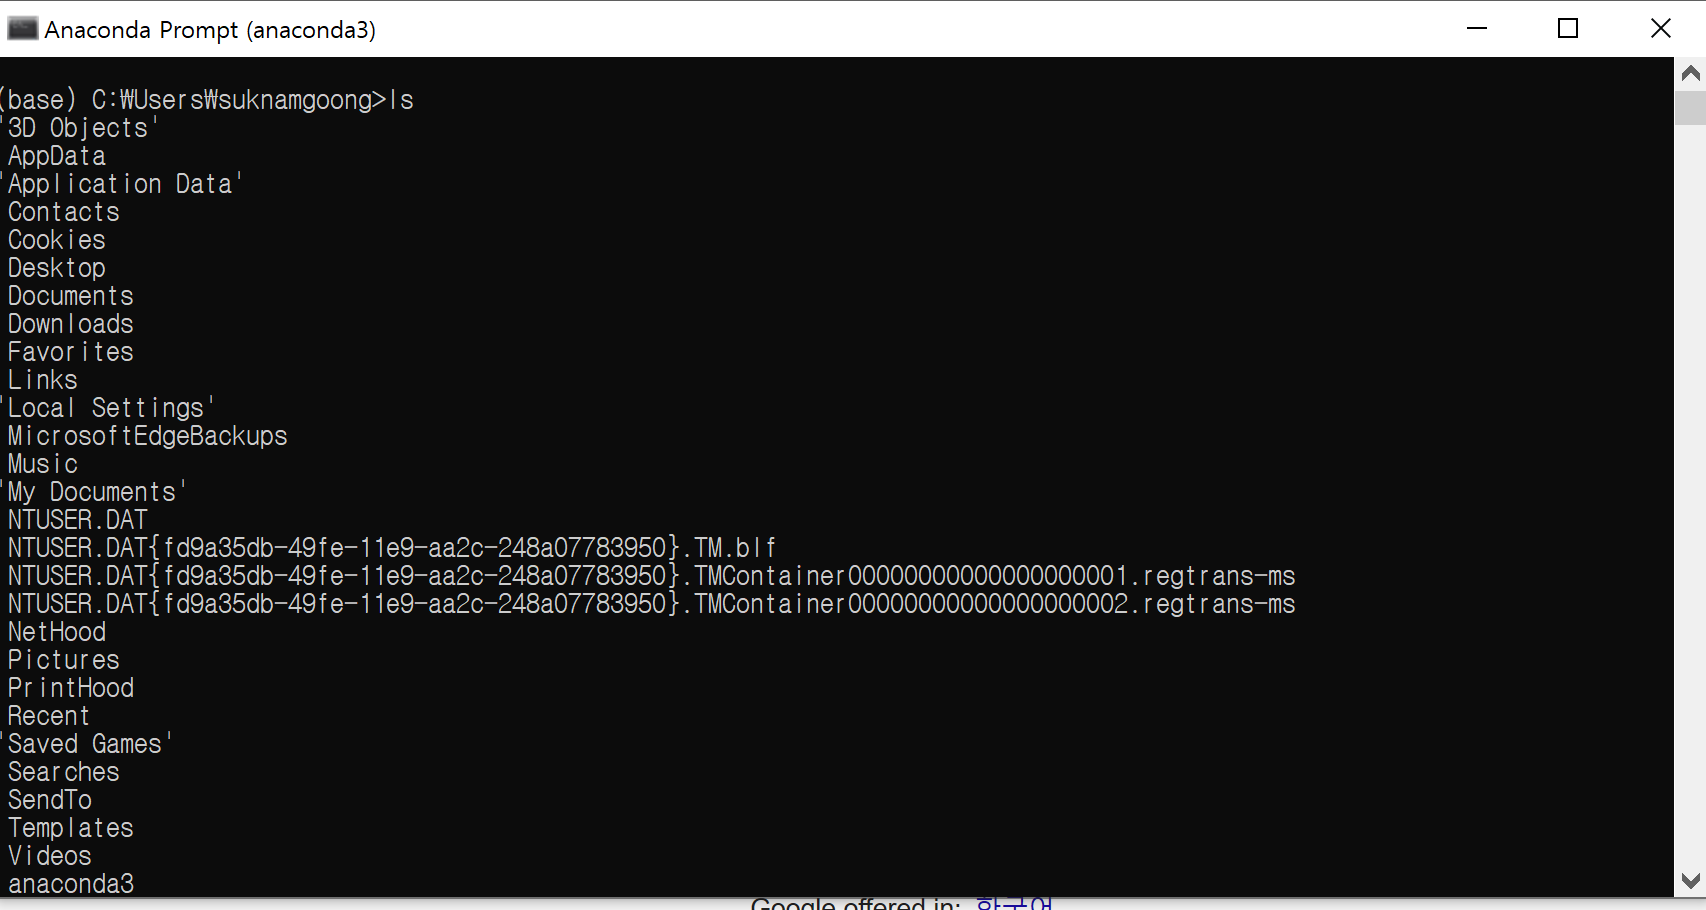 Anaconda Prompt (anaconda3)
(base) C:₩Users₩suknamgoong>ls
'3D Objects'
AppData
'Application Data'
Contacts
Cookies
Desktop
Documents
Downloads
Favorites
Links
'Local Settings'
MicrosoftEdgeBackups
Music
'My Documents'
NTUSER.DAT
NTUSER.DAT{fd9a35db-49fe-11e9-aa2c-248a07783950}.TM.blf
NTUSER.DAT{fd9a35db-49fe-11e9-aa2c-248a07783950}.TMContainer00000000000000000001.regtrans-ms
NTUSER.DAT{fd9a35db-49fe-11e9-aa2c-248a07783950}.TMContainer00000000000000000002.regtrans-ms
NetHood
Pictures
PrintHood
Recent
'Saved Games'
Searches
SendTo
Templates
Videos
anaconda3
Google offered in: 한국어